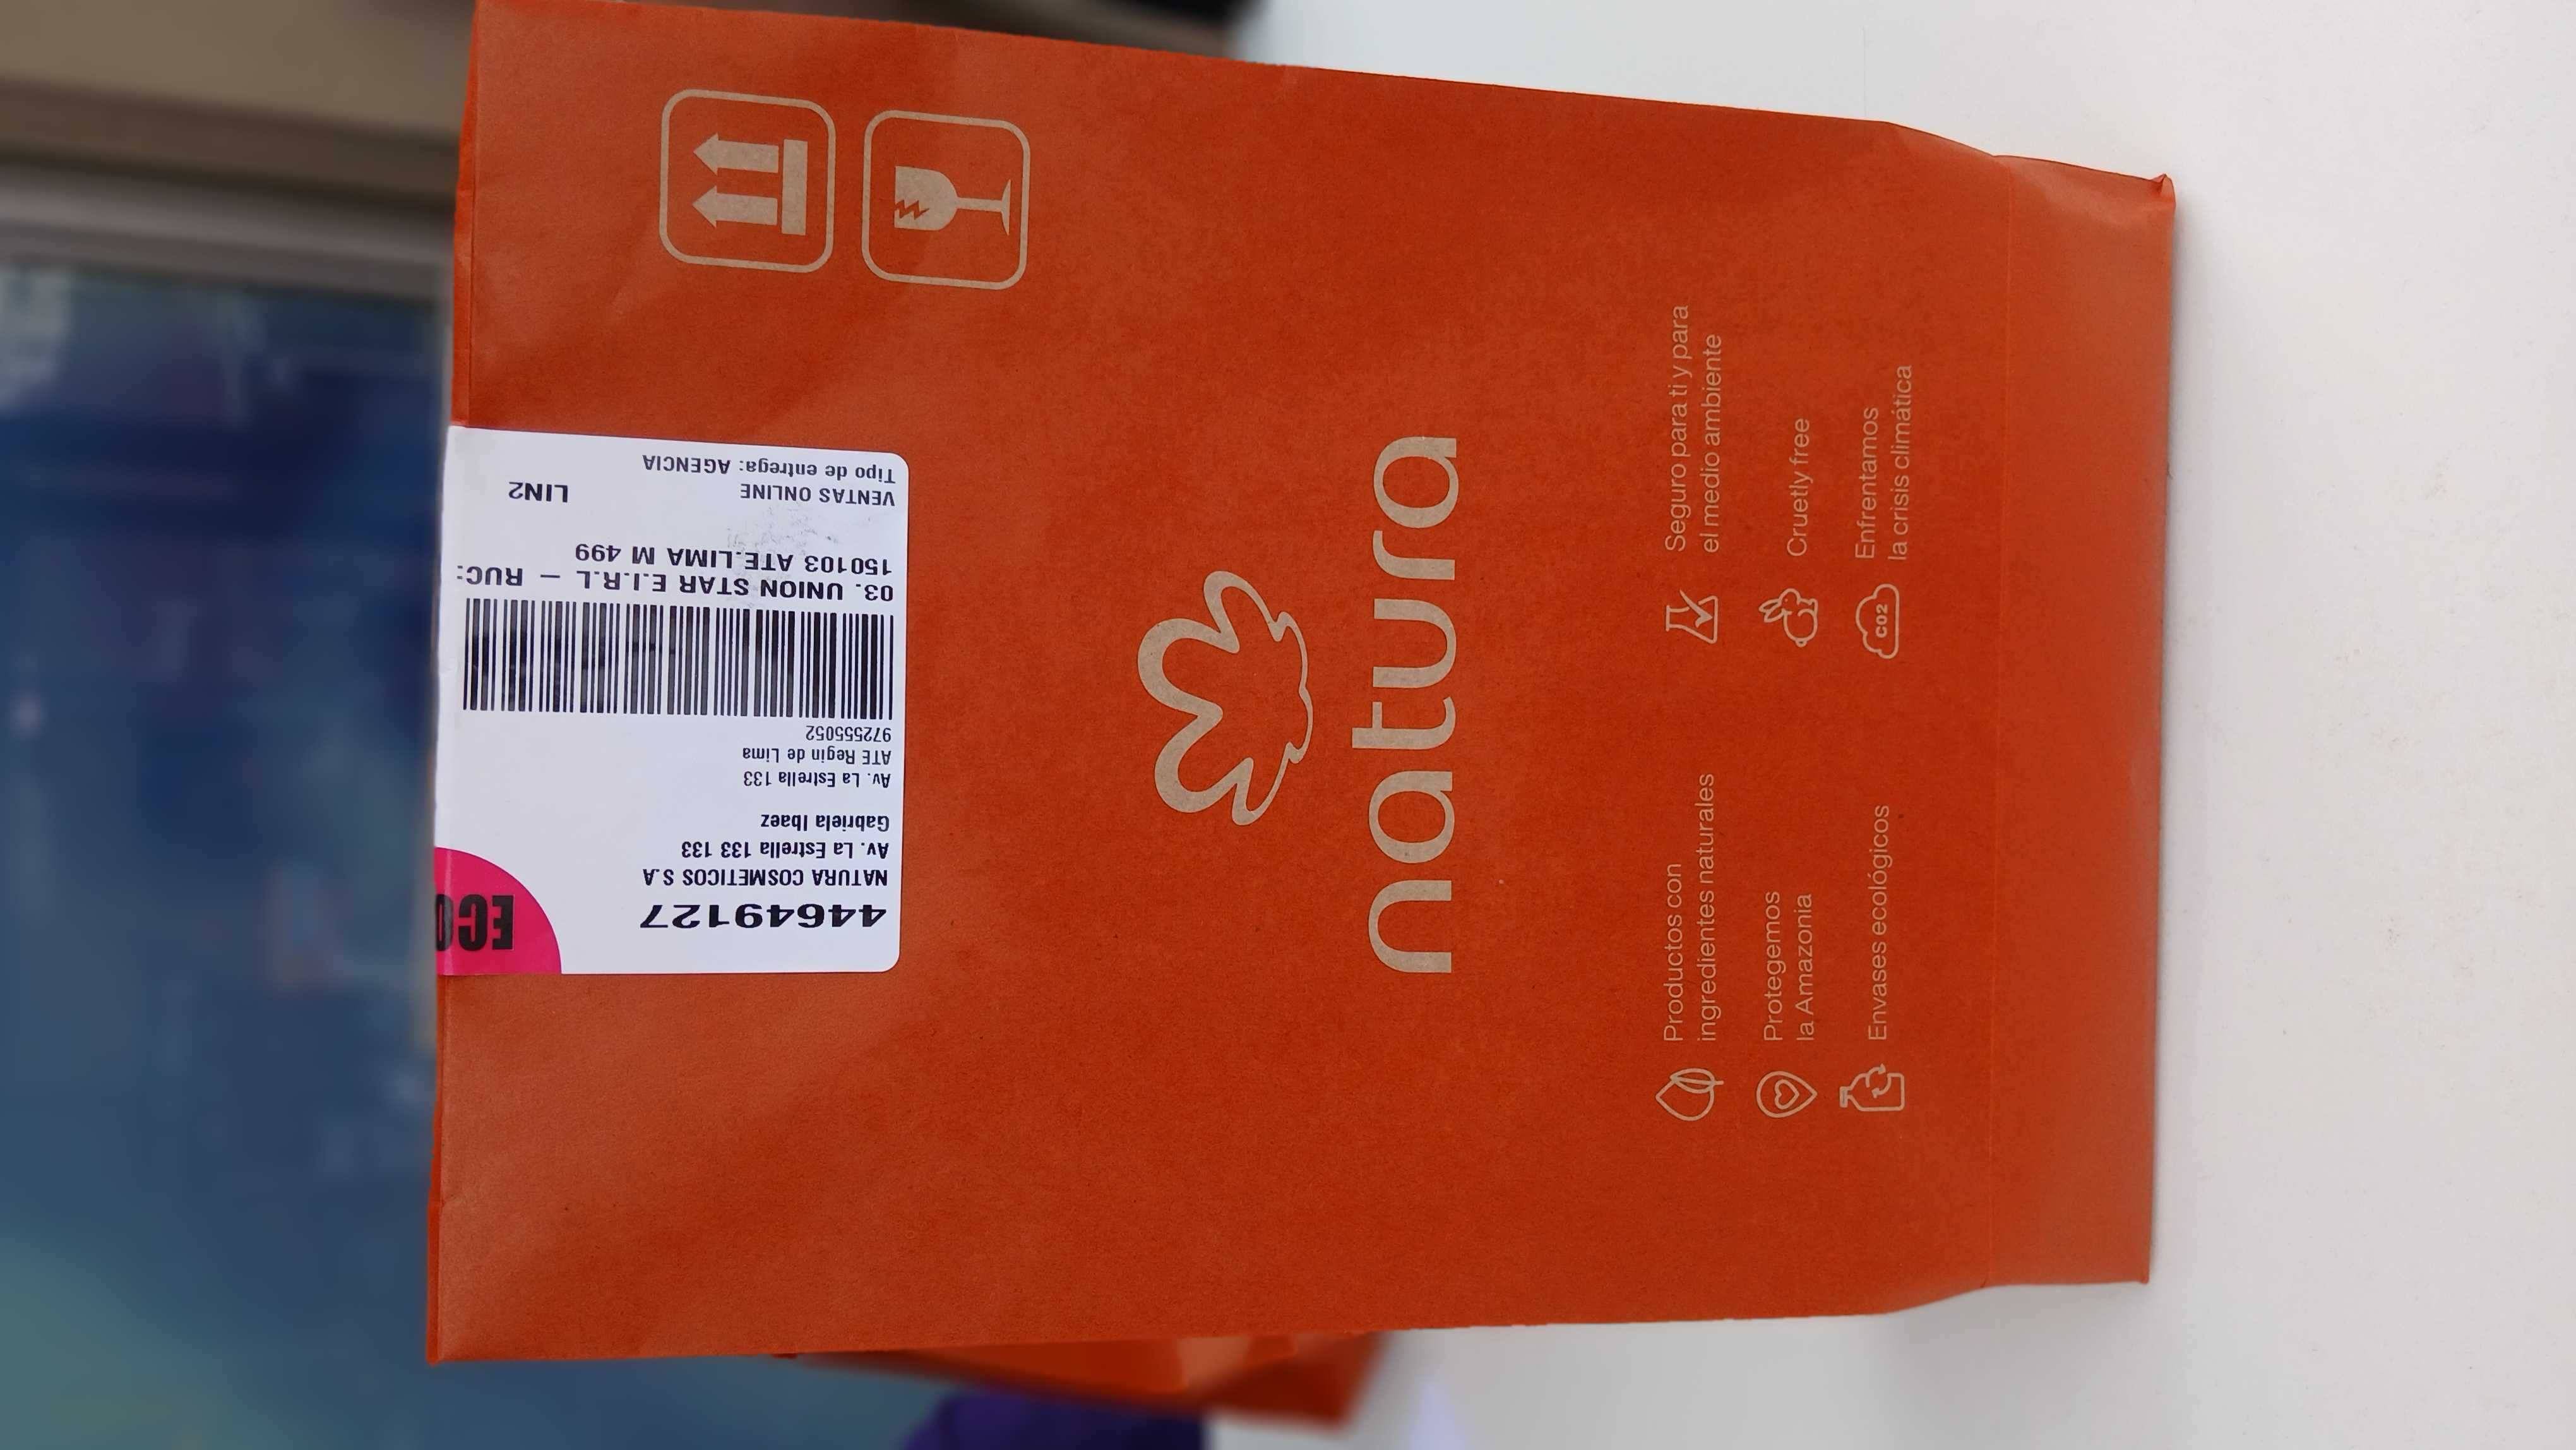 44649127
ECO
NATURA COSMETICOS S.A
Av. La Estrella 133 133
Gabriela Ibaez
Av. La Estrella 133
ATE Regin de Lima
972555052
03. UNION STAR E.I.R.L – RUC:
150103 ATE.LIMA M 499
VENTAS ONLINE LIN2
Tipo de entrega: AGENCIA
natura
Productos con
ingredientes naturales
Protegemos
la Amazonia
Envases ecológicos
Seguro para ti y para
el medio ambiente
Cruetly free
CO2
Enfrentamos
la crisis climática